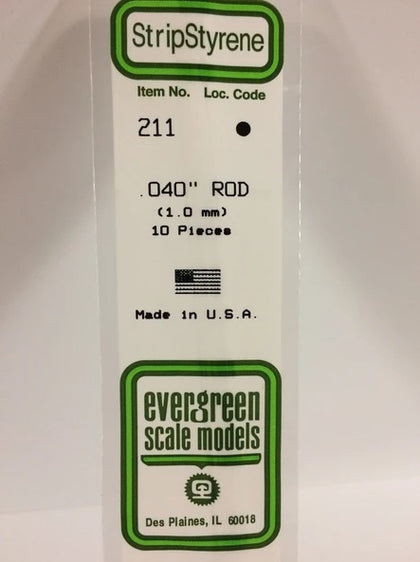 StripStyrene
Item No. Loc. Code
211
.040" ROD
(1.0 mm)
10 Pieces
Made in U.S.A.
evergreen
scale models
Des Plaines, IL 60018